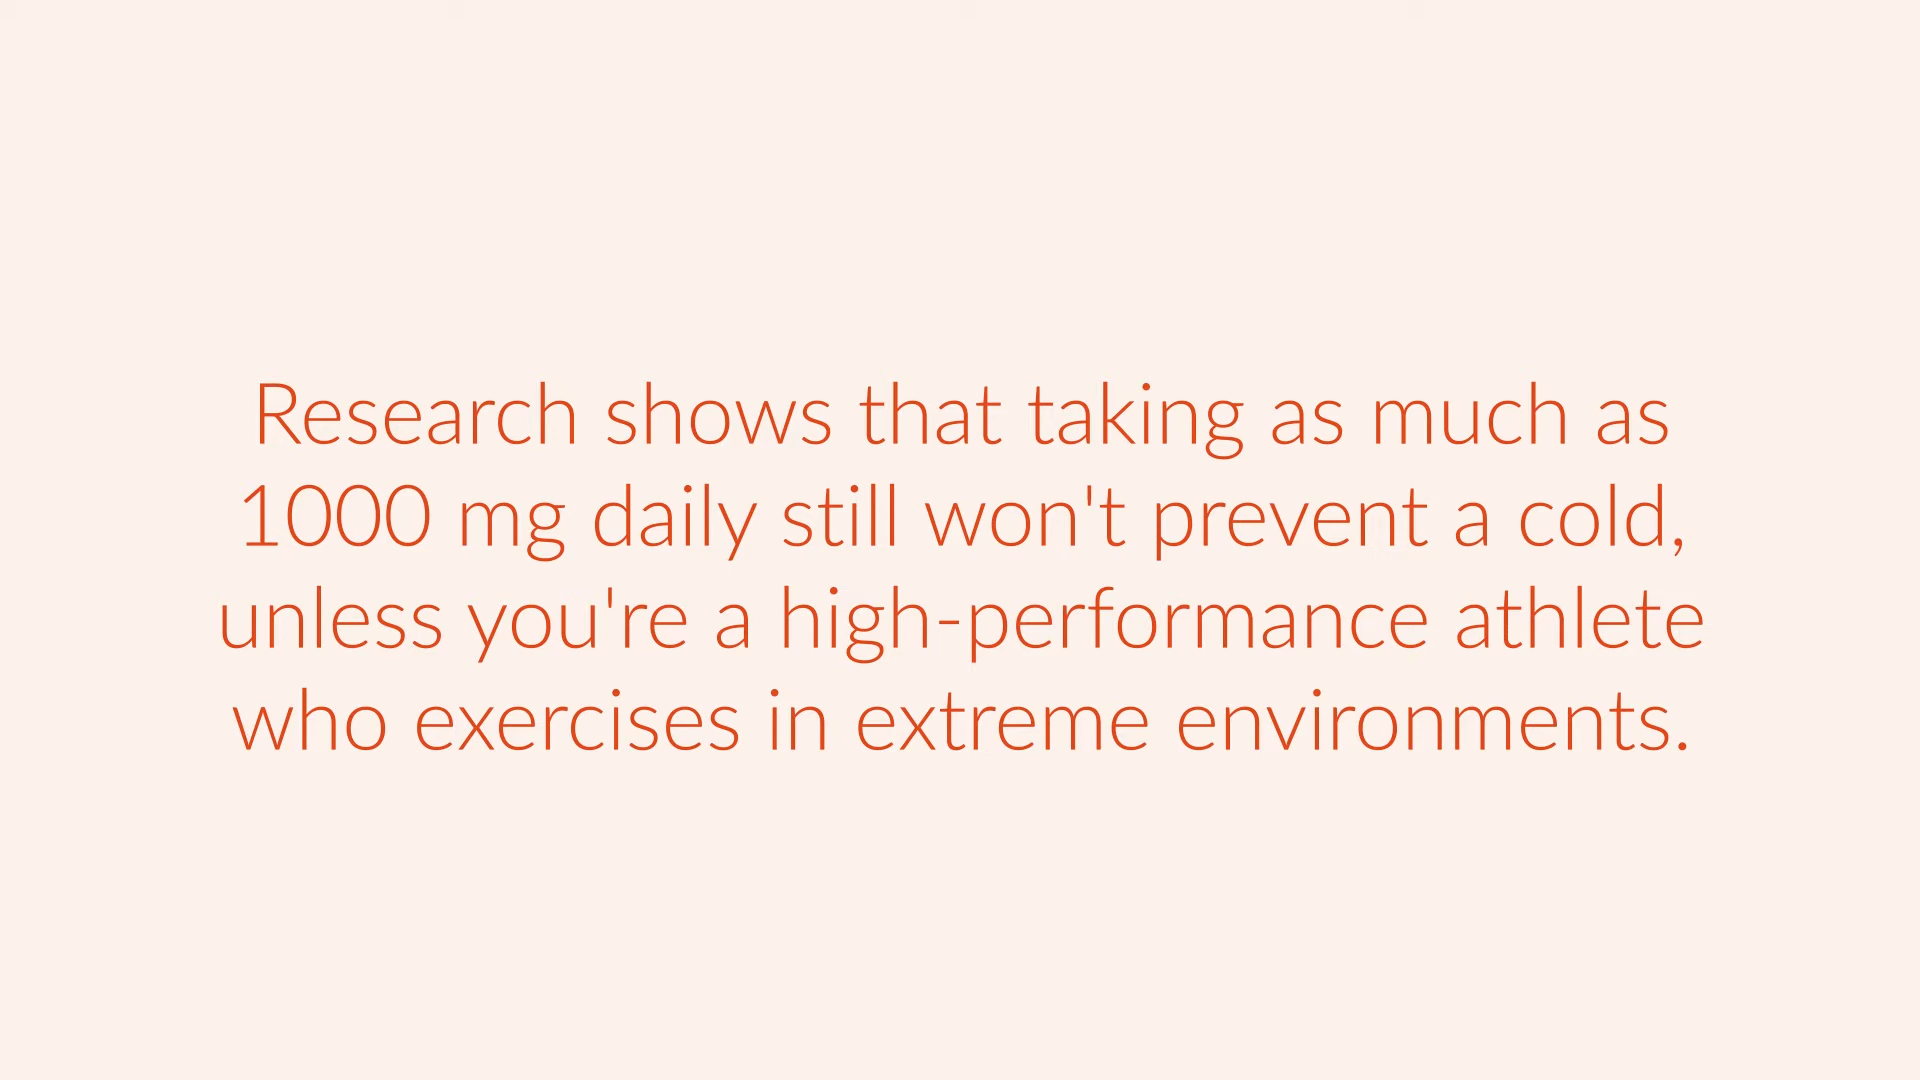 Research shows that taking as much as
1000 mg daily still won't prevent a cold,
unless you're a high-performance athlete
who exercises in extreme environments.